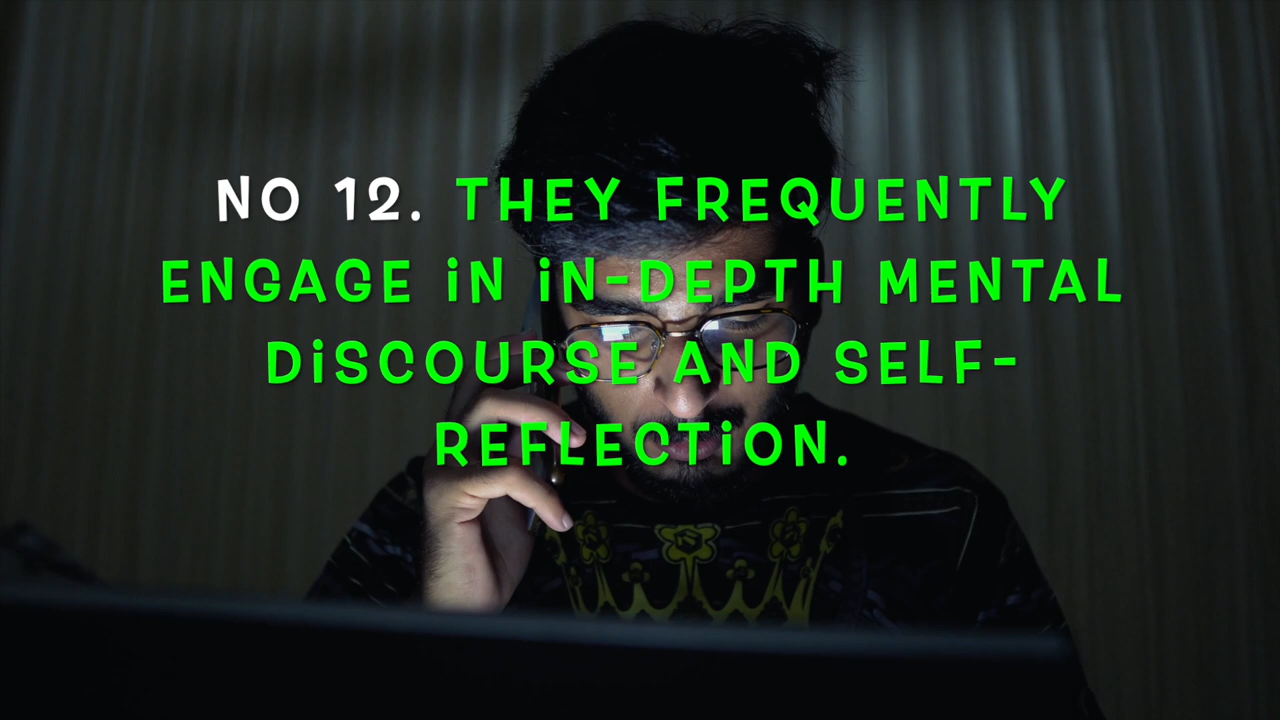 NO 12. THEY FREQUENTLY
ENGAGE iN iN-DEPTH MENTAL
DiSCOURSE AND SELF-
REFLECTiON.